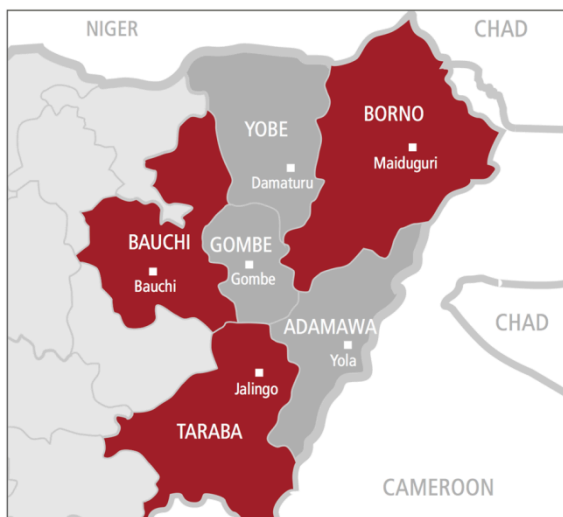 NIGER
CHAD
YOBE
BORNO
Maiduguri
Damaturu
BAUCHI
GOMBE
Bauchi
Gombe
CHAD
ADAMAWA
Yola
Jalingo
TARABA
CAMEROON